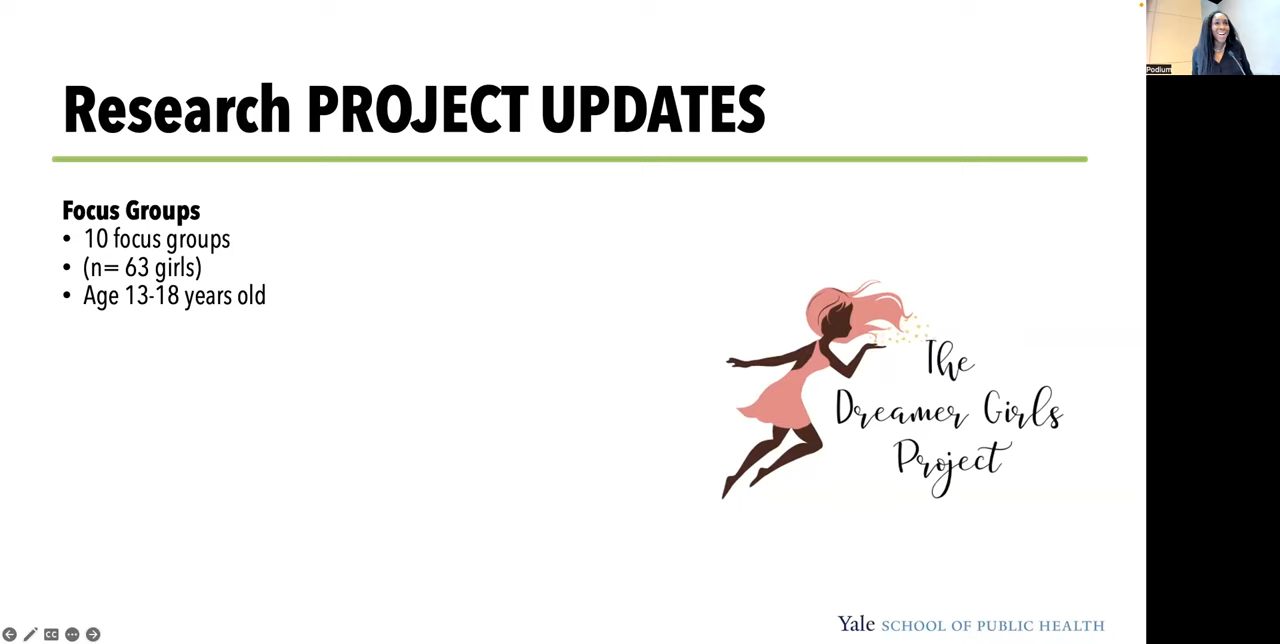 Podium
Research PROJECT UPDATES
Focus Groups
• 10 focus groups
• (n= 63 girls)
• Age 13-18 years old
The
Dreamer Girls
Project
CC
Yale SCHOOL OF PUBLIC HEALTH